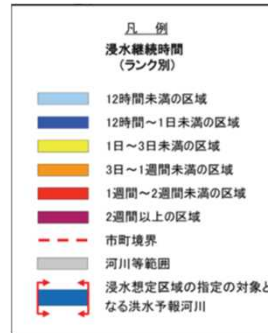 凡 例
浸水継続時間
(ランク別)
12時間未満の区域
12時間～1日未満の区域
1日～3日未満の区域
3日～1週間未満の区域
1週間～2週間未満の区域
2週間以上の区域
市町境界
河川等範囲
浸水想定区域の指定の対象と
なる洪水予報河川